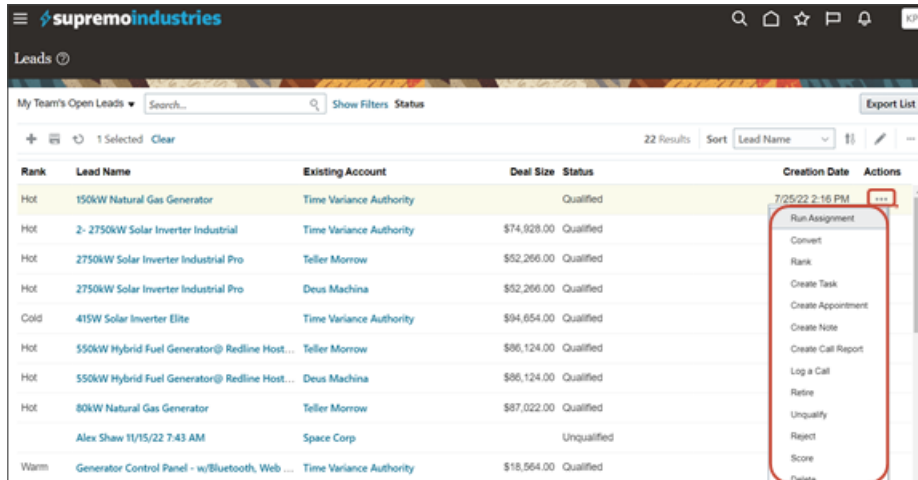 supremoindustries
KP
Leads
My Team's Open Leads Search... Show Filters Status Export List
1 Selected Clear 22 Results Sort Lead Name
Rank Lead Name Existing Account Deal Size Status Creation Date Actions
Hot 150kW Natural Gas Generator Time Variance Authority Qualified 7/25/22 2:16 PM
Hot 2- 2750kW Solar Inverter Industrial Time Variance Authority $74,928.00 Qualified
Hot 2750kW Solar Inverter Industrial Pro Teller Morrow $52,266.00 Qualified
Hot 2750kW Solar Inverter Industrial Pro Deus Machina $52,266.00 Qualified
Cold 415W Solar Inverter Elite Time Variance Authority $94,654.00 Qualified
Hot 550kW Hybrid Fuel Generator@ Redline Host... Teller Morrow $86,124.00 Qualified
Hot 550kW Hybrid Fuel Generator@ Redline Host... Deus Machina $86,124.00 Qualified
Hot 80kW Natural Gas Generator Teller Morrow $87,022.00 Qualified
Alex Shaw 11/15/22 7:43 AM Space Corp Unqualified
Warm Generator Control Panel - w/Bluetooth, Web ... Time Variance Authority $18,564.00 Qualified
Run Assignment
Convert
Rank
Create Task
Create Appointment
Create Note
Create Call Report
Log a Call
Retire
Unqualify
Reject
Score
Delete